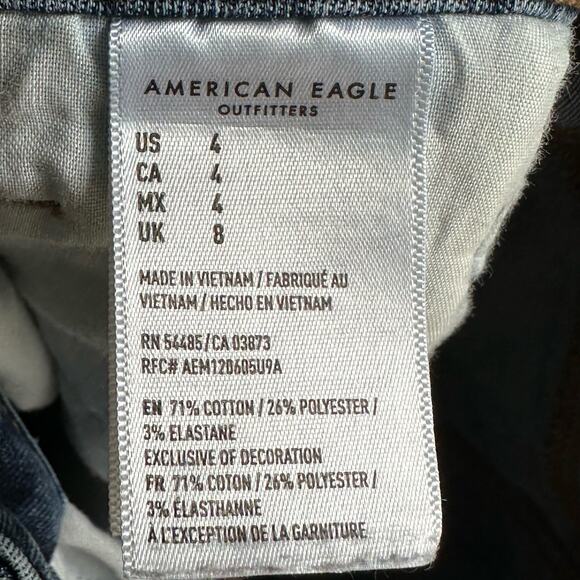 AMERICAN EAGLE
OUTFITTERS
US 4
CA 4
MX 4
UK 8
MADE IN VIETNAM / FABRIQUÉ AU
VIETNAM / HECHO EN VIETNAM
RN 54485 / CA 03873
RFC# AEM120605U9A
EN 71% COTTON / 26% POLYESTER /
3% ELASTANE
EXCLUSIVE OF DECORATION
FR 71% COTON / 26% POLYESTER /
3% ÉLASTHANNE
À L'EXCEPTION DE LA GARNITURE